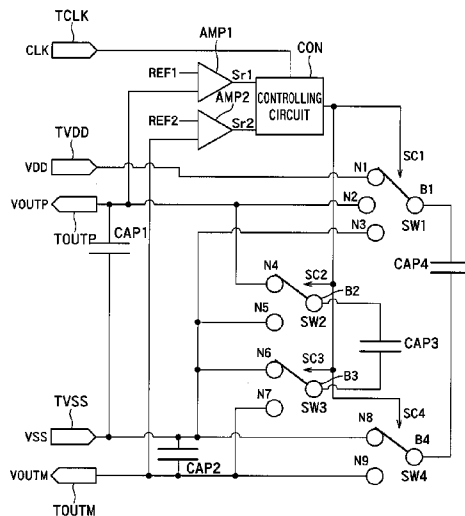 TCLK
CLK
AMP1
CON
REF1
Sr1
AMP2
CONTROLLING
CIRCUIT
REF2
Sr2
TVDD
VDD
SC1
N1
B1
VOUTP
N2
SW1
TOUTP
CAP1
N3
CAP4
SC2
N4
B2
N5
SW2
CAP3
N6
SC3
B3
TVSS
N7
SW3
SC4
VSS
N8
B4
CAP2
VOUTM
N9
SW4
TOUTM